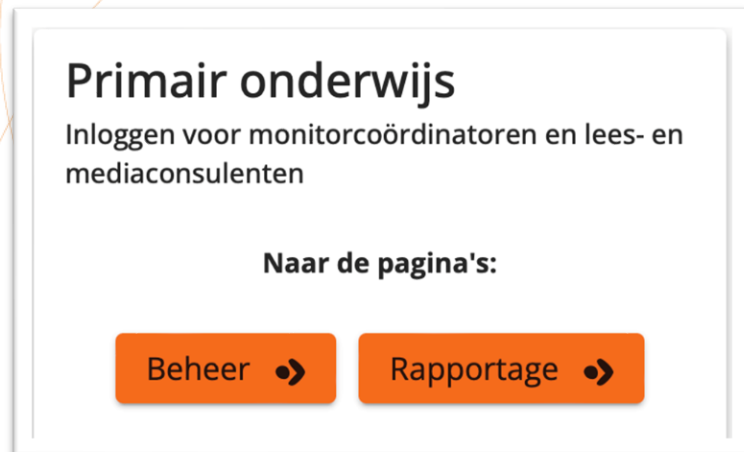 Primair onderwijs
Inloggen voor monitorcoördinatoren en lees- en
mediaconsulenten
Naar de pagina's:
Beheer
Rapportage